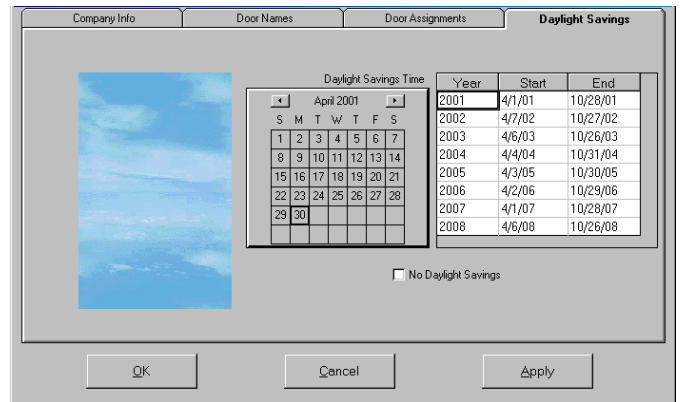 Company Info Door Names Door Assignments Daylight Savings
Daylight Savings Time
April 2001
S M T W T F S
1 2 3 4 5 6 7
8 9 10 11 12 13 14
15 16 17 18 19 20 21
22 23 24 25 26 27 28
29 30
Year Start End
2001 4/1/01 10/28/01
2002 4/7/02 10/27/02
2003 4/6/03 10/26/03
2004 4/4/04 10/31/04
2005 4/3/05 10/30/05
2006 4/2/06 10/29/06
2007 4/1/07 10/28/07
2008 4/6/08 10/26/08
No Daylight Savings
OK Cancel Apply